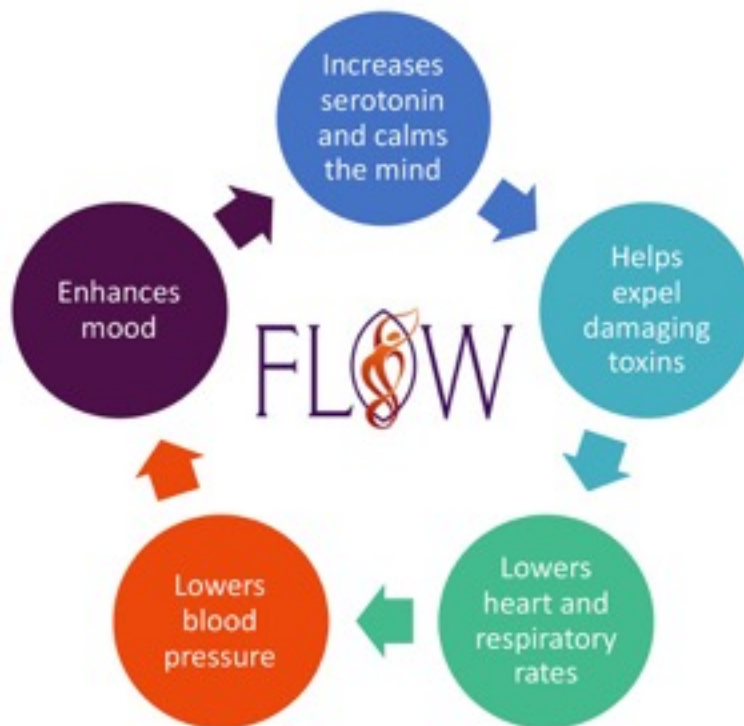 Increases
serotonin
and calms
the mind
Helps
expel
damaging
toxins
Lowers
heart and
respiratory
rates
Lowers
blood
pressure
Enhances
mood
FLOW